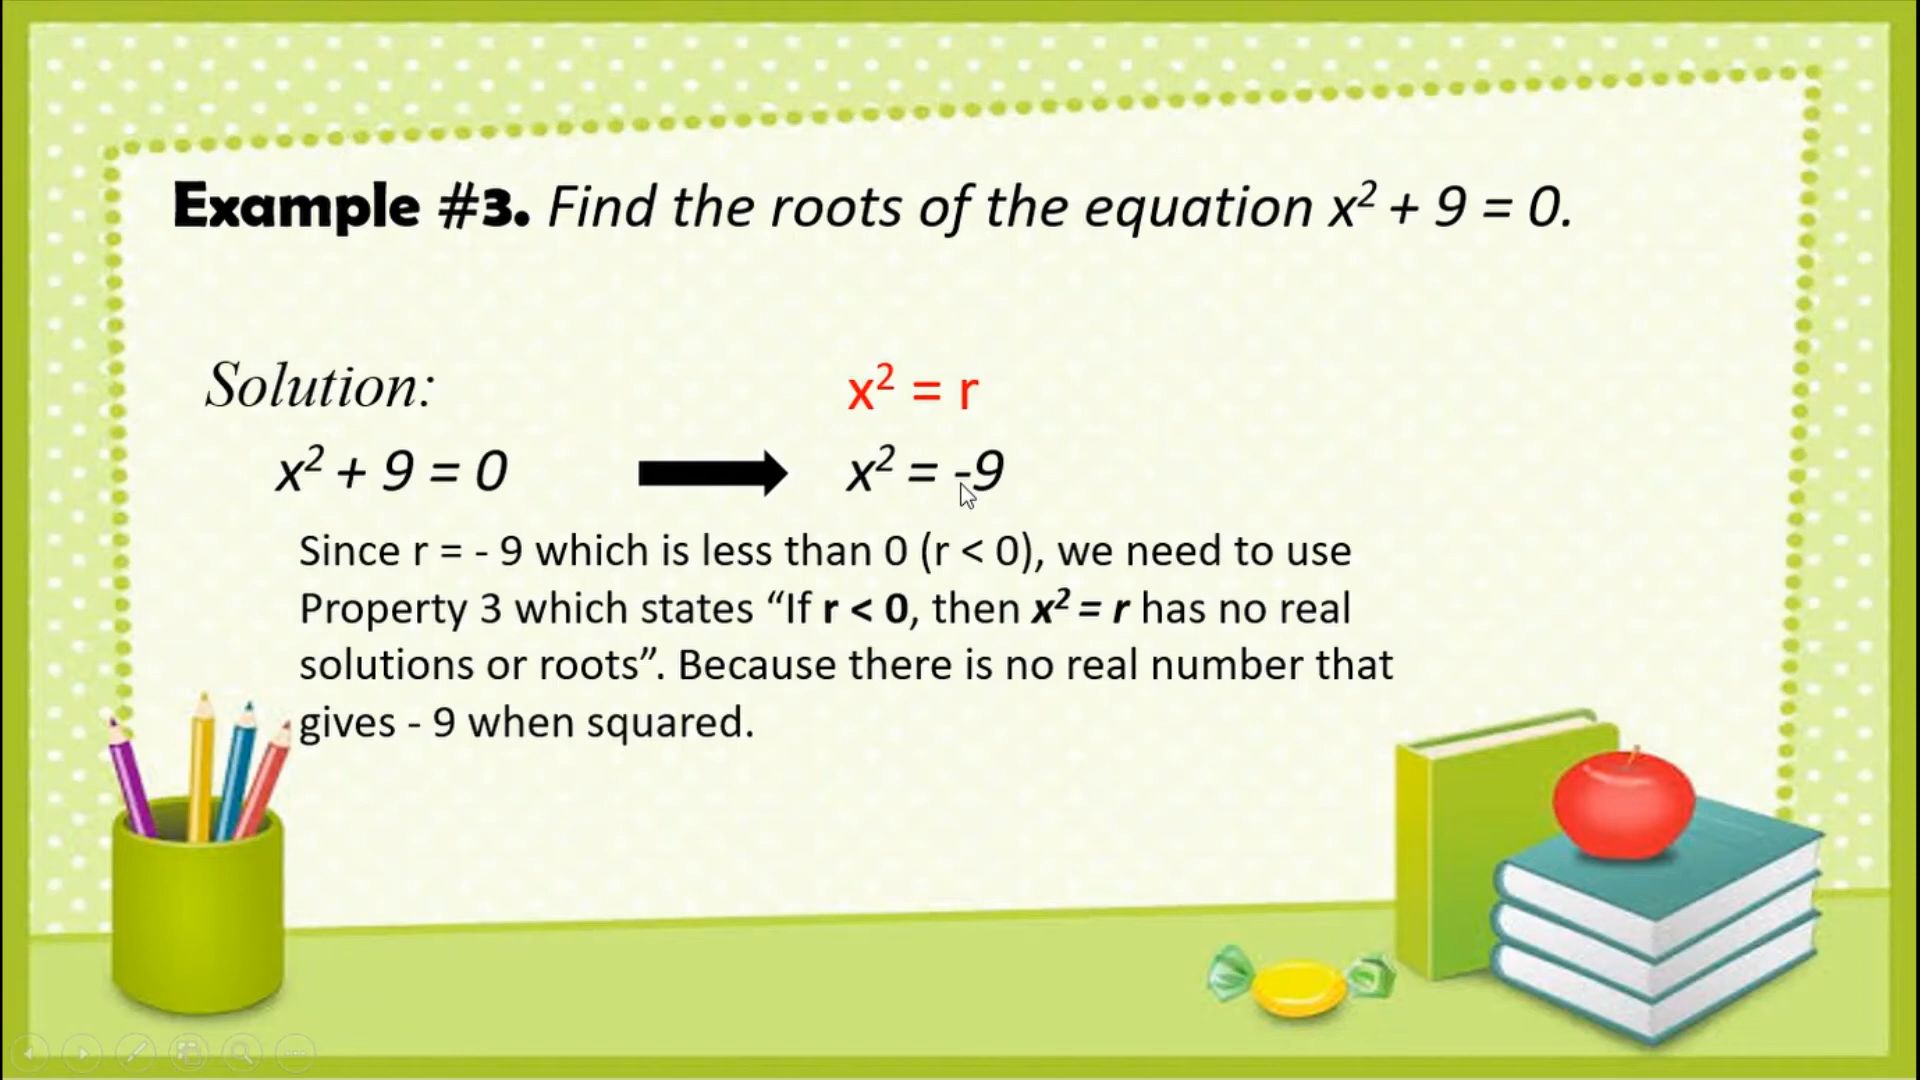 Example #3. Find the roots of the equation x² + 9 = 0.
Solution:
x² = r
x² + 9 = 0
x² = -9
Since r = - 9 which is less than 0 (r < 0), we need to use
Property 3 which states “If r < 0, then x² = r has no real
solutions or roots”. Because there is no real number that
gives - 9 when squared.